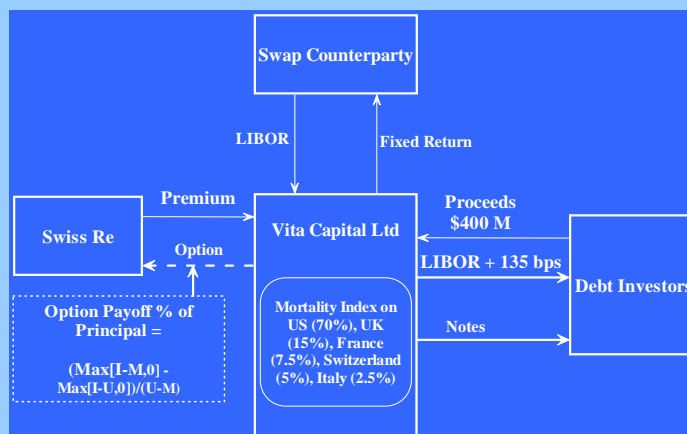 Swap Counterparty
LIBOR
Fixed Return
Premium
Proceeds
$400 M
Swiss Re
Vita Capital Ltd
Option
LIBOR + 135 bps
Debt Investors
Option Payoff % of
Principal =
(Max[I-M,0] -
Max[I-U,0])/(U-M)
Mortality Index on
US (70%), UK
(15%), France
(7.5%), Switzerland
(5%), Italy (2.5%)
Notes